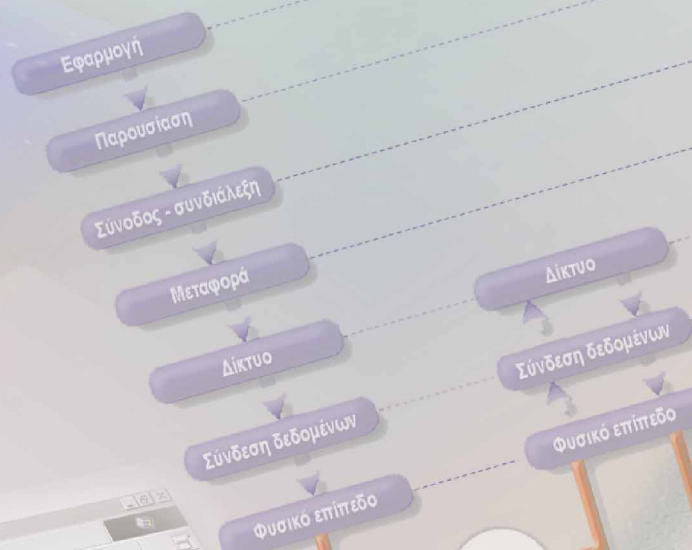 Εφαρμογή
Παρουσίαση
Σύνοδος - συνδιάλεξη
Μεταφορά
Δίκτυο
Σύνδεση δεδομένων
Φυσικό επίπεδο
Δίκτυο
Σύνδεση δεδομένων
Φυσικό επίπεδο